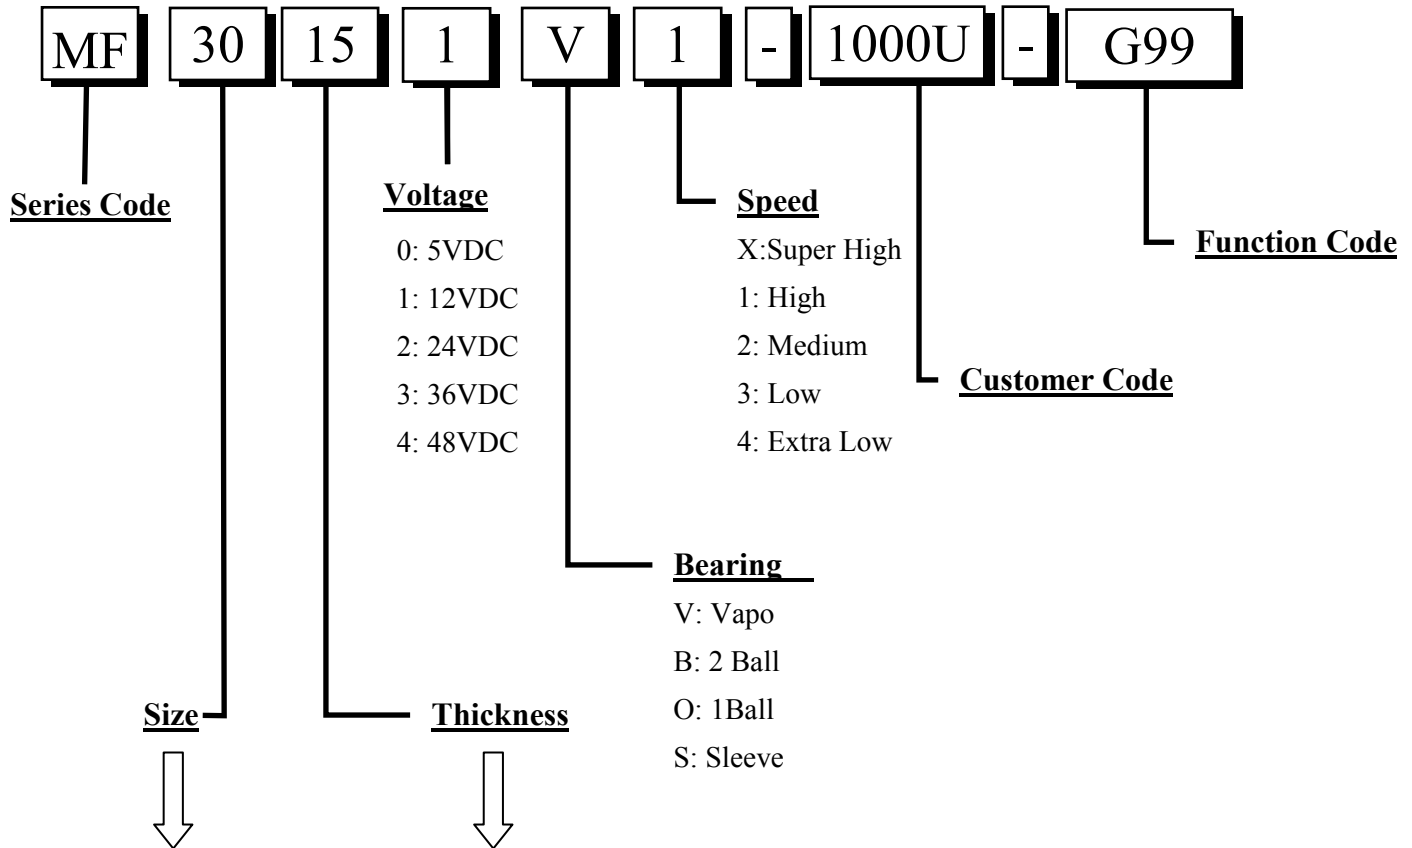 MF 30 15 1 V 1 - 1000U - G99
Series Code
Voltage
0: 5VDC
1: 12VDC
2: 24VDC
3: 36VDC
4: 48VDC
Speed
X:Super High
1: High
2: Medium
3: Low
4: Extra Low
Function Code
Customer Code
Bearing
V: Vapo
B: 2 Ball
O: 1Ball
S: Sleeve
Size
Thickness